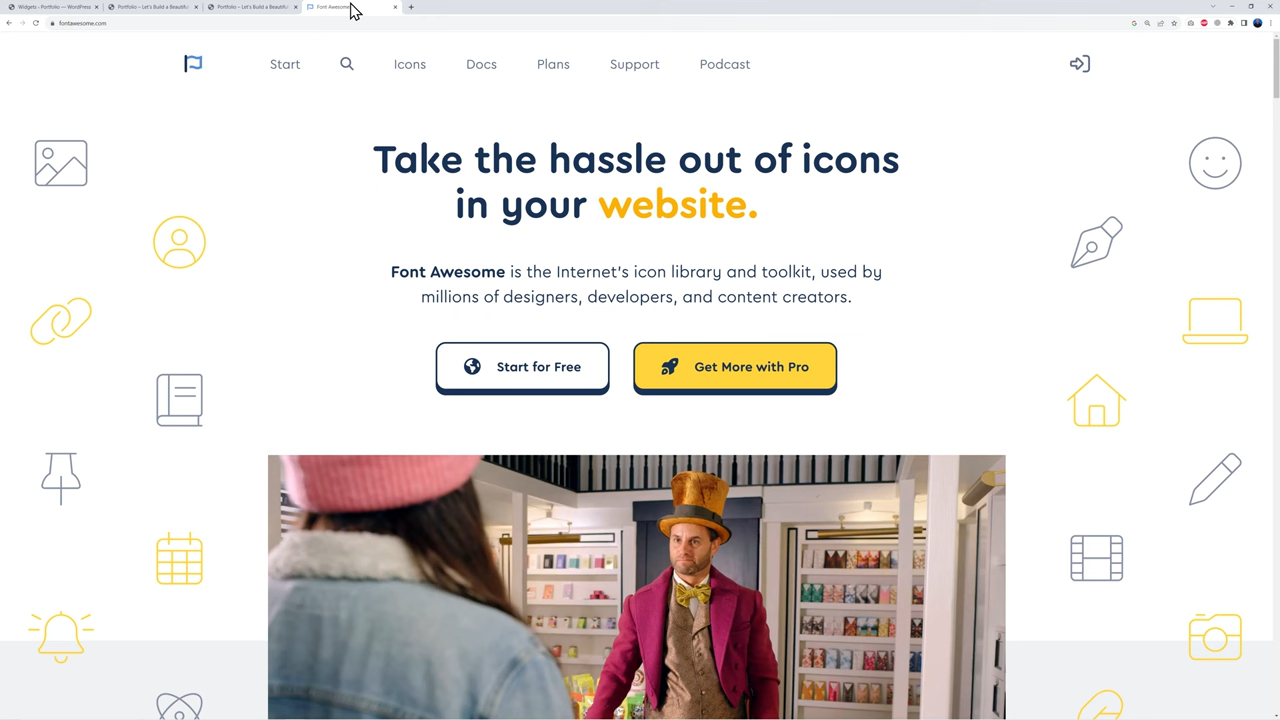 Widgets - Portfolio — WordPress
Portfolio – Let's Build a Beautiful
Portfolio – Let's Build a Beautiful
Font Awesome
fontawesome.com
Start
Icons
Docs
Plans
Support
Podcast
Take the hassle out of icons
in your website.
Font Awesome is the Internet's icon library and toolkit, used by
millions of designers, developers, and content creators.
Start for Free
Get More with Pro